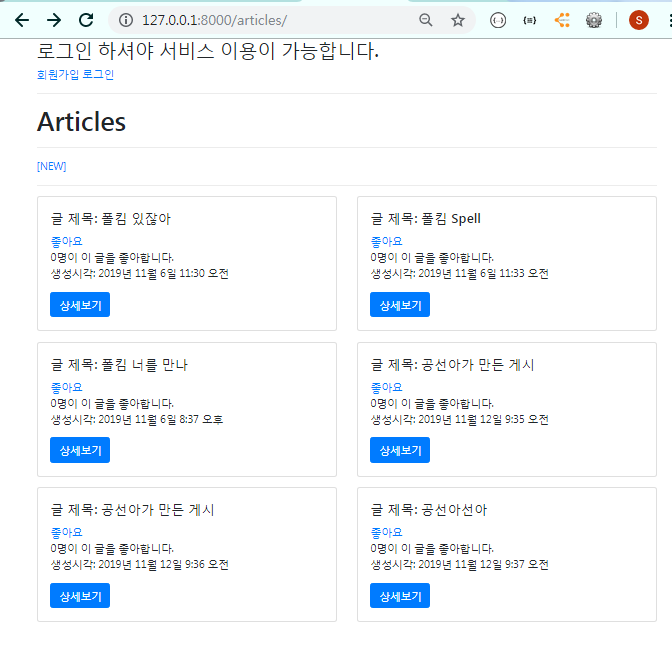 127.0.0.1:8000/articles/
S
로그인 하셔야 서비스 이용이 가능합니다.
회원가입 로그인
Articles
[NEW]
글 제목: 폴킴 있잖아
좋아요
0명이 이 글을 좋아합니다.
생성시각: 2019년 11월 6일 11:30 오전
상세보기
글 제목: 폴킴 Spell
좋아요
0명이 이 글을 좋아합니다.
생성시각: 2019년 11월 6일 11:33 오전
상세보기
글 제목: 폴킴 너를 만나
좋아요
0명이 이 글을 좋아합니다.
생성시각: 2019년 11월 6일 8:37 오후
상세보기
글 제목: 공선아가 만든 게시
좋아요
0명이 이 글을 좋아합니다.
생성시각: 2019년 11월 12일 9:35 오전
상세보기
글 제목: 공선아가 만든 게시
좋아요
0명이 이 글을 좋아합니다.
생성시각: 2019년 11월 12일 9:36 오전
상세보기
글 제목: 공선아선아
좋아요
0명이 이 글을 좋아합니다.
생성시각: 2019년 11월 12일 9:37 오전
상세보기